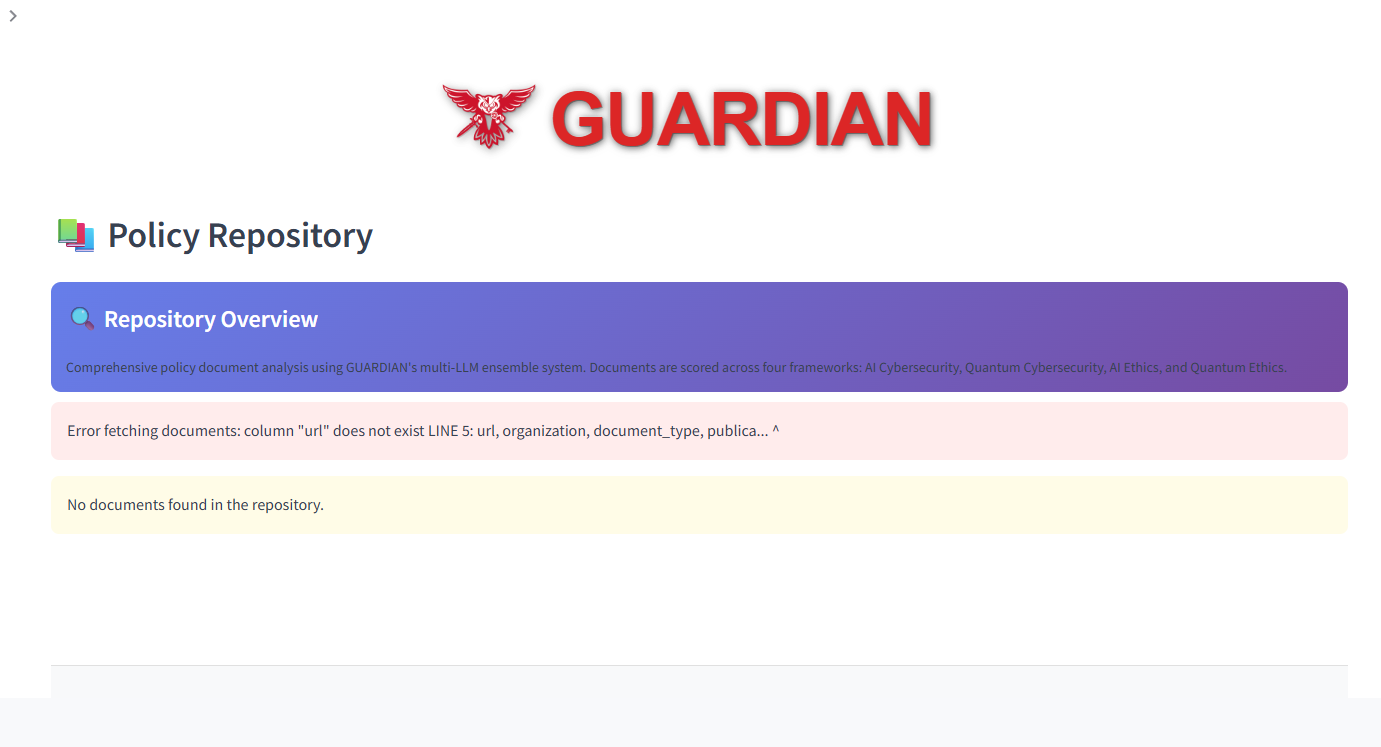 GUARDIAN
Policy Repository
Repository Overview
Comprehensive policy document analysis using GUARDIAN's multi-LLM ensemble system. Documents are scored across four frameworks: AI Cybersecurity, Quantum Cybersecurity, AI Ethics, and Quantum Ethics.
Error fetching documents: column "url" does not exist LINE 5: url, organization, document_type, publica... ^
No documents found in the repository.